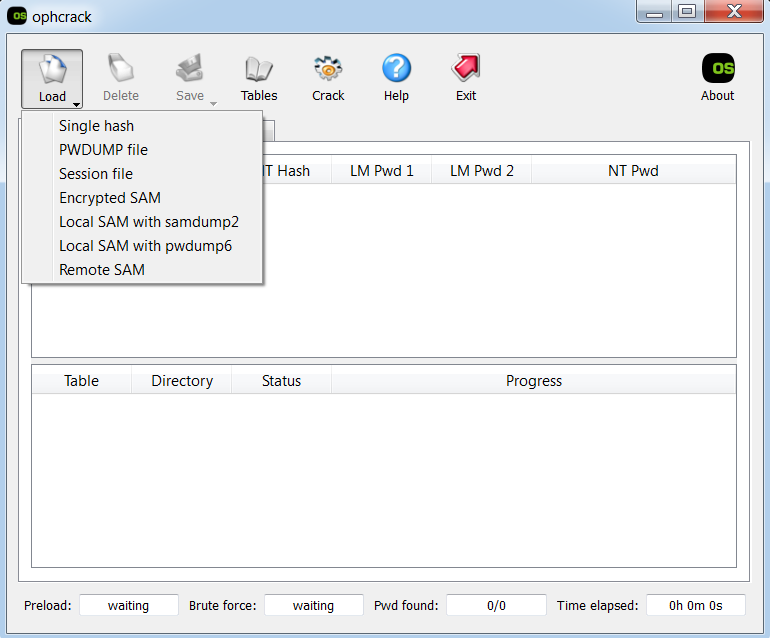 OS ophcrack
Load Delete Save Tables Crack Help Exit OS About
Single hash
PWDUMP file
Session file
Encrypted SAM
Local SAM with samdump2
Local SAM with pwdump6
Remote SAM
Hash LM Pwd 1 LM Pwd 2 NT Pwd
Table Directory Status Progress
Preload: waiting Brute force: waiting Pwd found: 0/0 Time elapsed: 0h 0m 0s